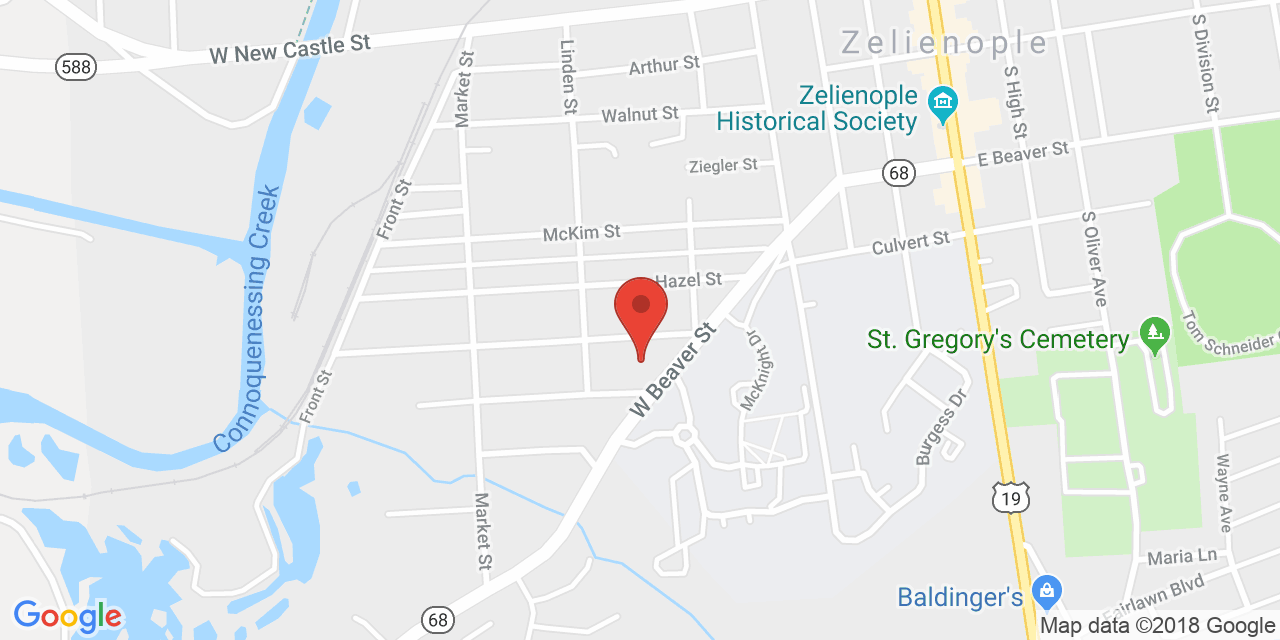 W New Castle St
588
Market St
Linden St
Arthur St
Walnut St
Ziegler St
Zelienople
Zelienople
Historical Society
S High St
S Division St
68
E Beaver St
Front St
Connoquenessing Creek
McKim St
Culvert St
S Oliver Ave
Hazel St
W Beaver St
McKnight Dr
St. Gregory's Cemetery
Tom Schneider
Front St
Burgess Dr
Wayne Ave
19
Market St
Maria Ln
Fairlawn Blvd
Baldinger's
68
Google
Map data ©2018 Google